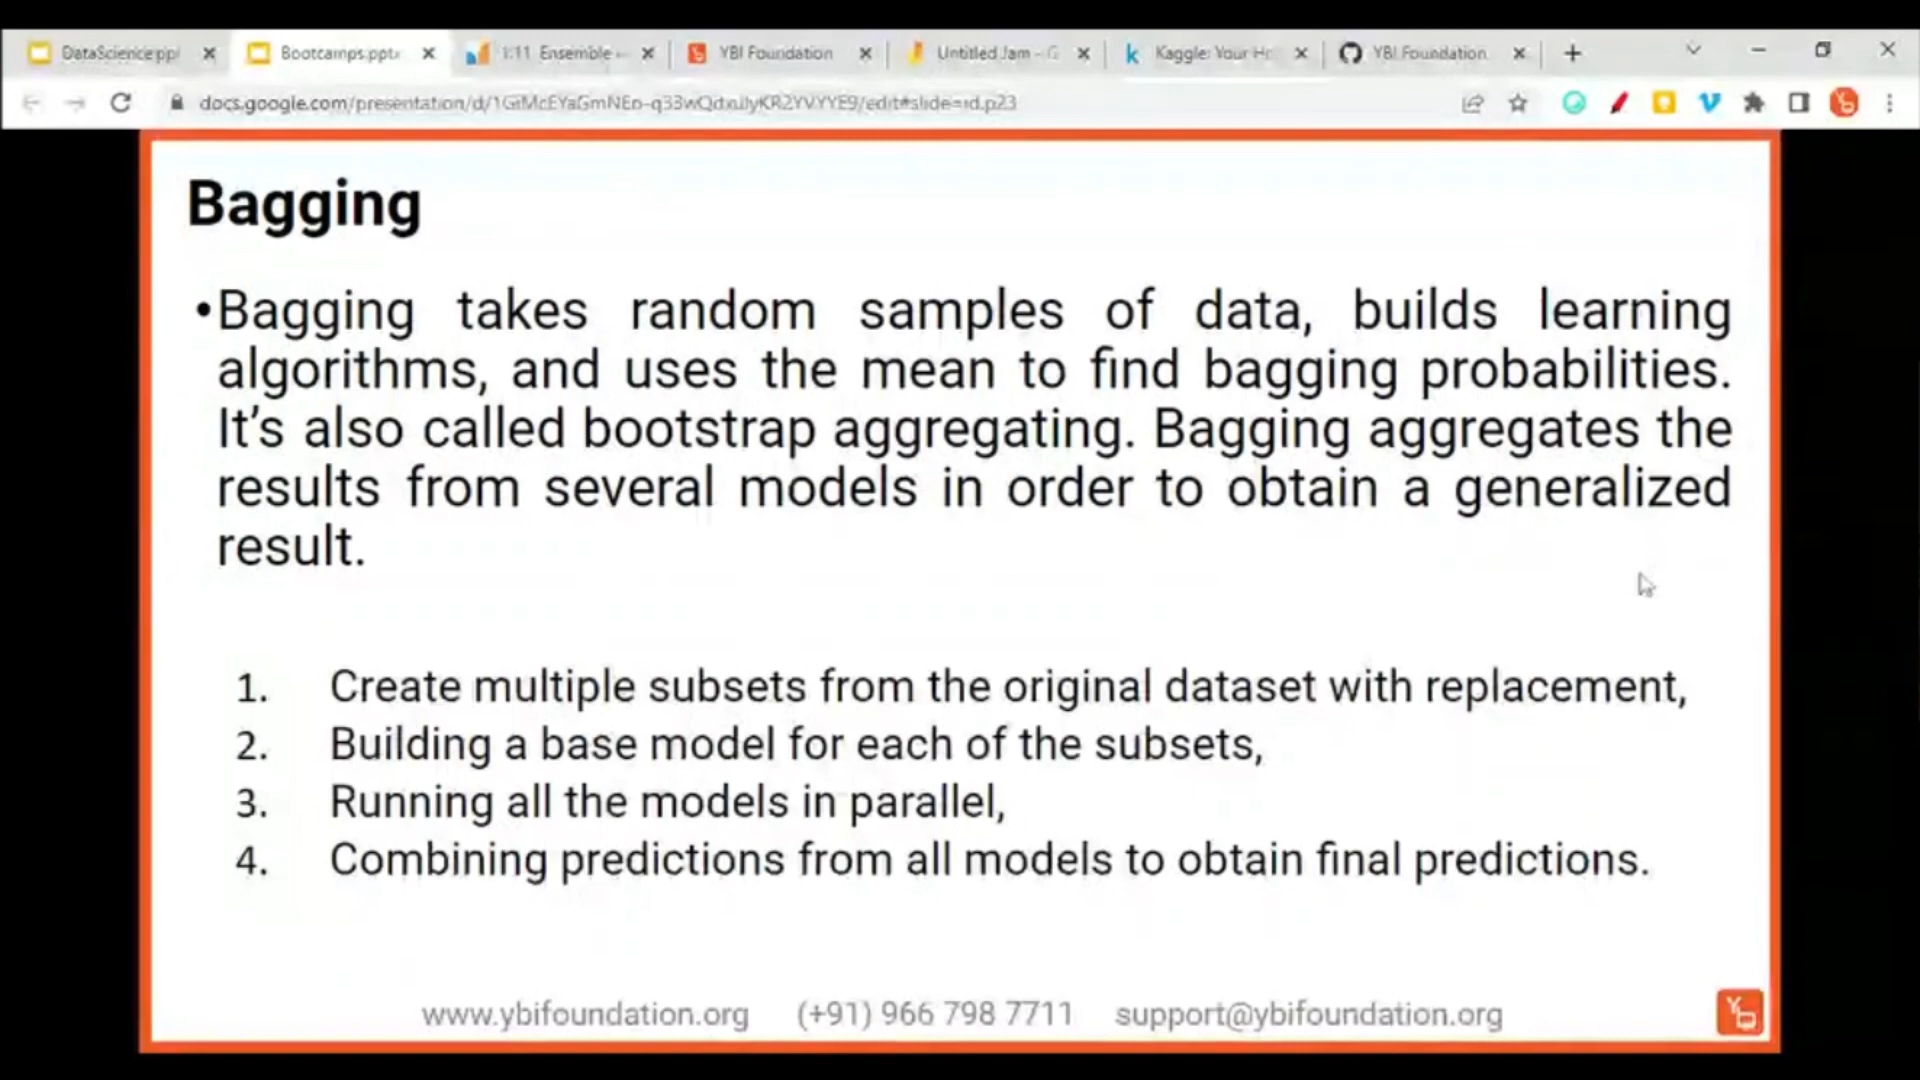 DataScience.ppt
Bootcamps.pptx
1:11 Ensemble
YBI Foundation
Untitled Jam - G
Kaggle: Your Ho
YBI Foundation
Bagging
•Bagging takes random samples of data, builds learning
algorithms, and uses the mean to find bagging probabilities.
It’s also called bootstrap aggregating. Bagging aggregates the
results from several models in order to obtain a generalized
result.
1. Create multiple subsets from the original dataset with replacement,
2. Building a base model for each of the subsets,
3. Running all the models in parallel,
4. Combining predictions from all models to obtain final predictions.
www.ybifoundation.org (+91) 966 798 7711 support@ybifoundation.org